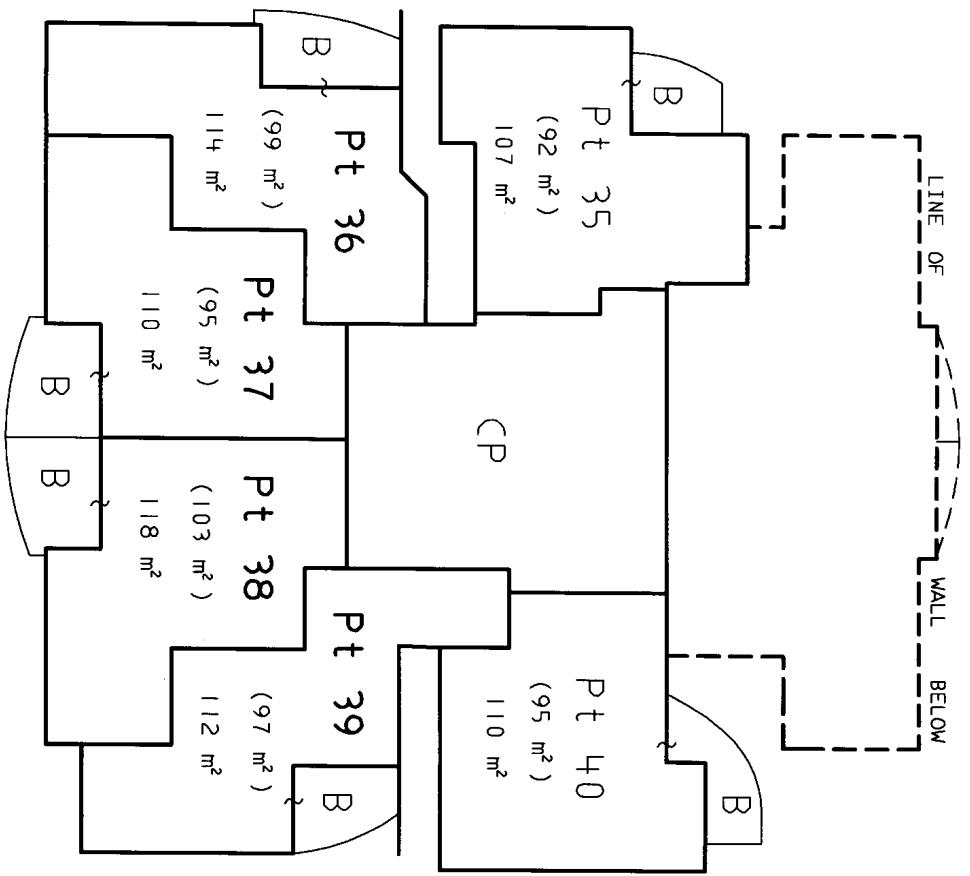 LINE OF WALL BELOW
B
Pt 35
(92 m²)
107 m²
B
Pt 36
(99 m²)
114 m²
Pt 37
(95 m²)
110 m²
B
CP
Pt 38
(103 m²)
118 m²
B
Pt 39
(97 m²)
112 m²
B
Pt 40
(95 m²)
110 m²
B